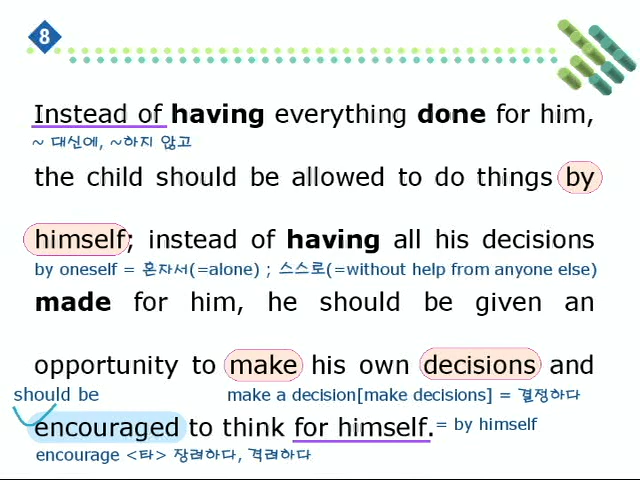 8
Instead of having everything done for him,
~ 대신에, ~하지 않고
the child should be allowed to do things by
himself; instead of having all his decisions
by oneself = 혼자서(=alone) ; 스스로(=without help from anyone else)
made for him, he should be given an
opportunity to make his own decisions and
should be
make a decision[make decisions] = 결정하다
encouraged to think for himself.
= by himself
encourage <타> 장려하다, 격려하다